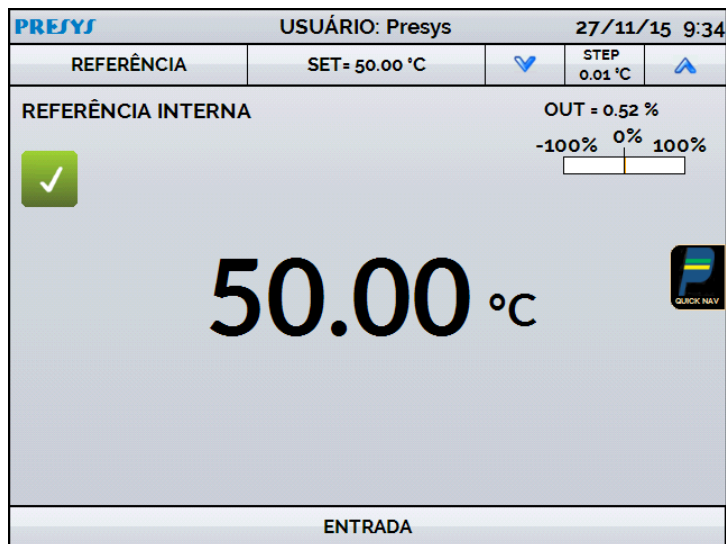 PRESYS USUÁRIO: Presys 27/11/15 9:34
REFERÊNCIA SET= 50.00 °C STEP
0.01 °C
REFERÊNCIA INTERNA OUT = 0.52 %
-100% 0% 100%
50.00 °C
QUICK NAV
ENTRADA